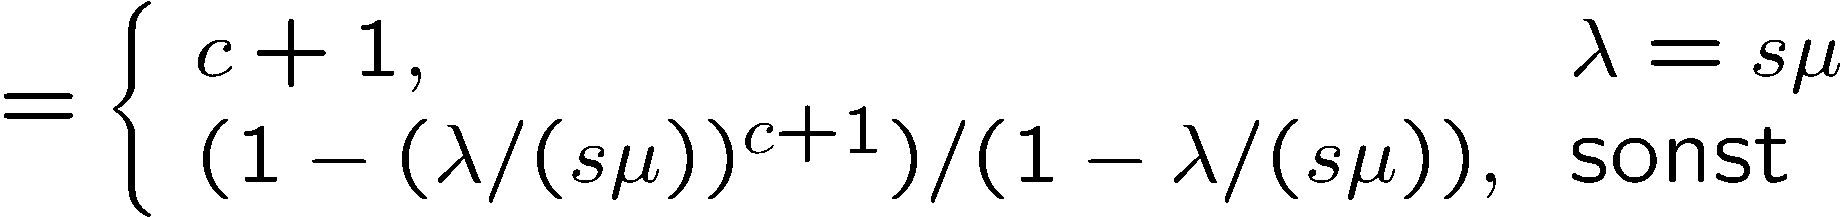 = { c + 1, λ = sμ
(1 − (λ/(sμ))^{c+1})/(1 − λ/(sμ)), sonst